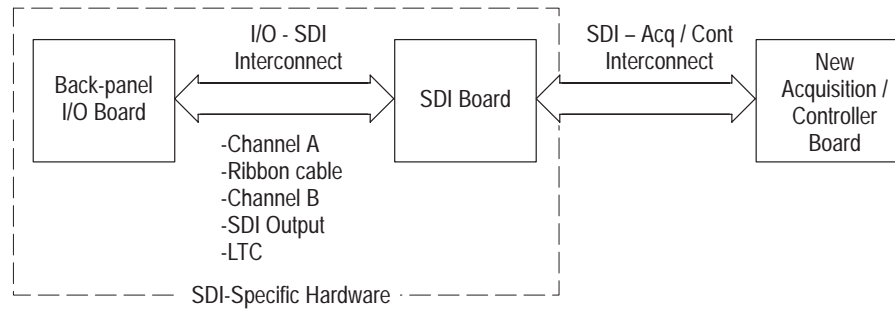 I/O - SDI
Interconnect
SDI – Acq / Cont
Interconnect
Back-panel
I/O Board
SDI Board
New
Acquisition /
Controller
Board
-Channel A
-Ribbon cable
-Channel B
-SDI Output
-LTC
SDI-Specific Hardware